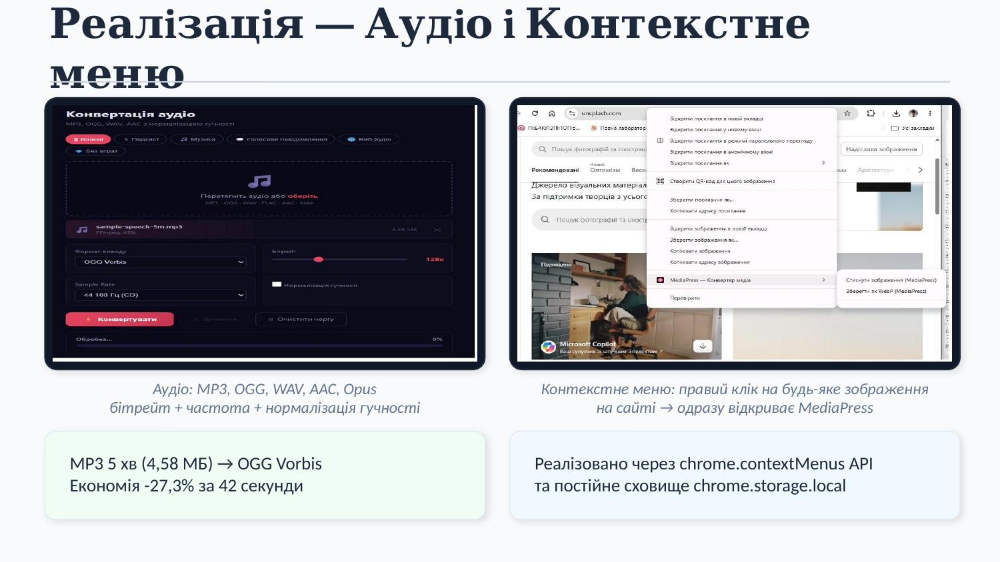 Реалізація — Аудіо і Контекстне
меню
Конвертація аудіо
MP3, OGG, WAV, AAC з нормалізацією гучності
Власні
Подкаст
Музика
Голосове повідомлення
Веб-аудіо
Без втрат
Перетягніть аудіо або оберіть
MP3 · OGG · WAV · FLAC · AAC · M4A
sample-speech-5m.mp3
FFmpeg: 45%
4.58 МБ
Формат виводу
OGG Vorbis
Бітрейт
128к
Sample Rate
44 100 Гц (CD)
Нормалізація гучності
Конвертувати
Зупинити
Очистити чергу
Обробка...
0%
unsplash.com
Повна лаборатор
Усі закладки
Пошук фотографій та ілюстрацi
Надіслати зображення
Новий
Рекомендовані
Оптимізм
Весн
Архітектура
Джерело візуальних матеріал
За підтримки творців з усього
Пошук фотографій та ілюстр
Підвищено
Microsoft Copilot
Ваш супутник зі штучним інтелектом
Відкрити посилання в новій вкладці
Відкрити посилання у новому вікні
Відкрити посилання в режимі паралельного перегляду
Відкрити посилання в анонімному вікні
Відкрити посилання як
Створити QR-код для цього зображення
Зберегти посилання як...
Копіювати адресу посилання
Відкрити зображення в новій вкладці
Зберегти зображення як...
Копіювати зображення
Копіювати адресу зображення
MediaPress — Конвертер медіа
Перевірити
Стиснути зображення (MediaPress)
Зберегти як WebP (MediaPress)
Аудіо: MP3, OGG, WAV, AAC, Opus
бітрейт + частота + нормалізація гучності
Контекстне меню: правий клік на будь-яке зображення
на сайті → одразу відкриває MediaPress
MP3 5 хв (4,58 МБ) → OGG Vorbis
Економія -27,3% за 42 секунди
Реалізовано через chrome.contextMenus API
та постійне сховище chrome.storage.local